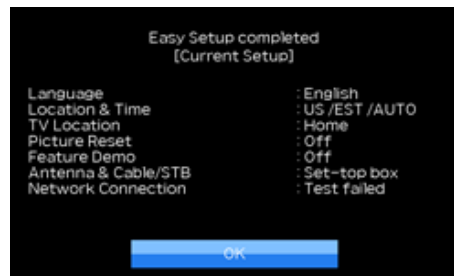 Easy Setup completed
[Current Setup]
Language : English
Location & Time : US /EST /AUTO
TV Location : Home
Picture Reset : Off
Feature Demo : Off
Antenna & Cable/STB : Set-top box
Network Connection : Test failed
OK